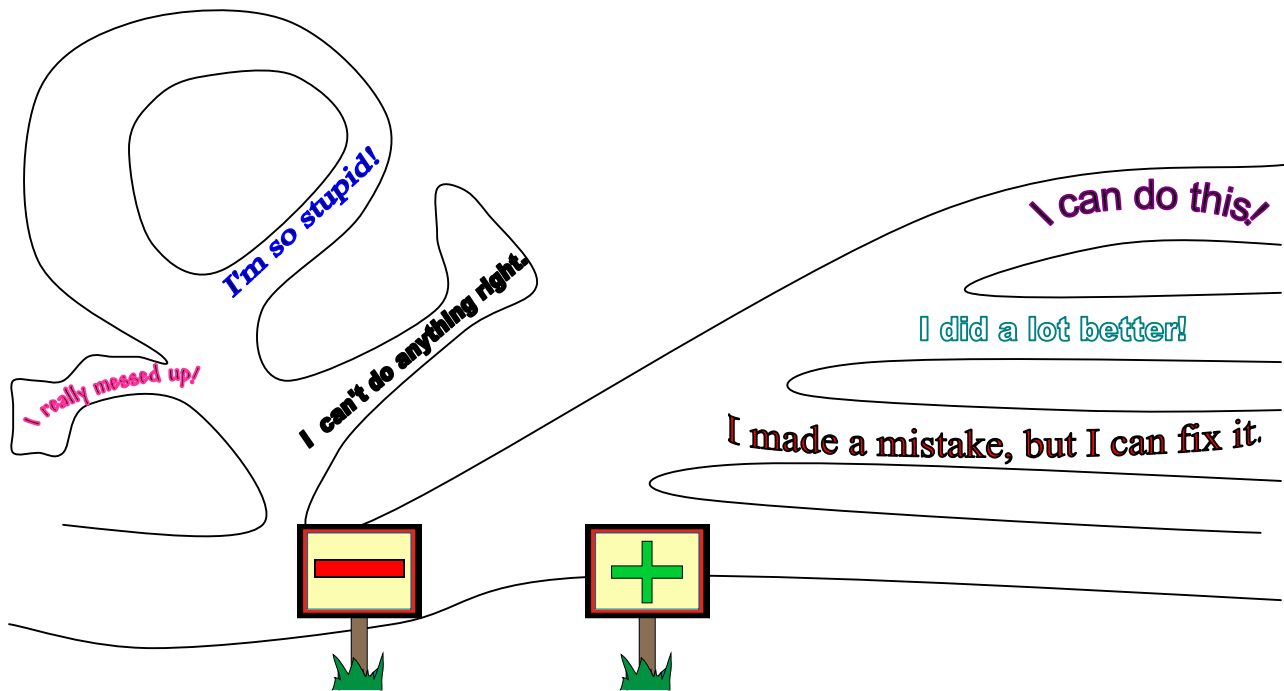 I'm so stupid!
I can't do anything right.
I really messed up!
I can do this!
I did a lot better!
I made a mistake, but I can fix it.